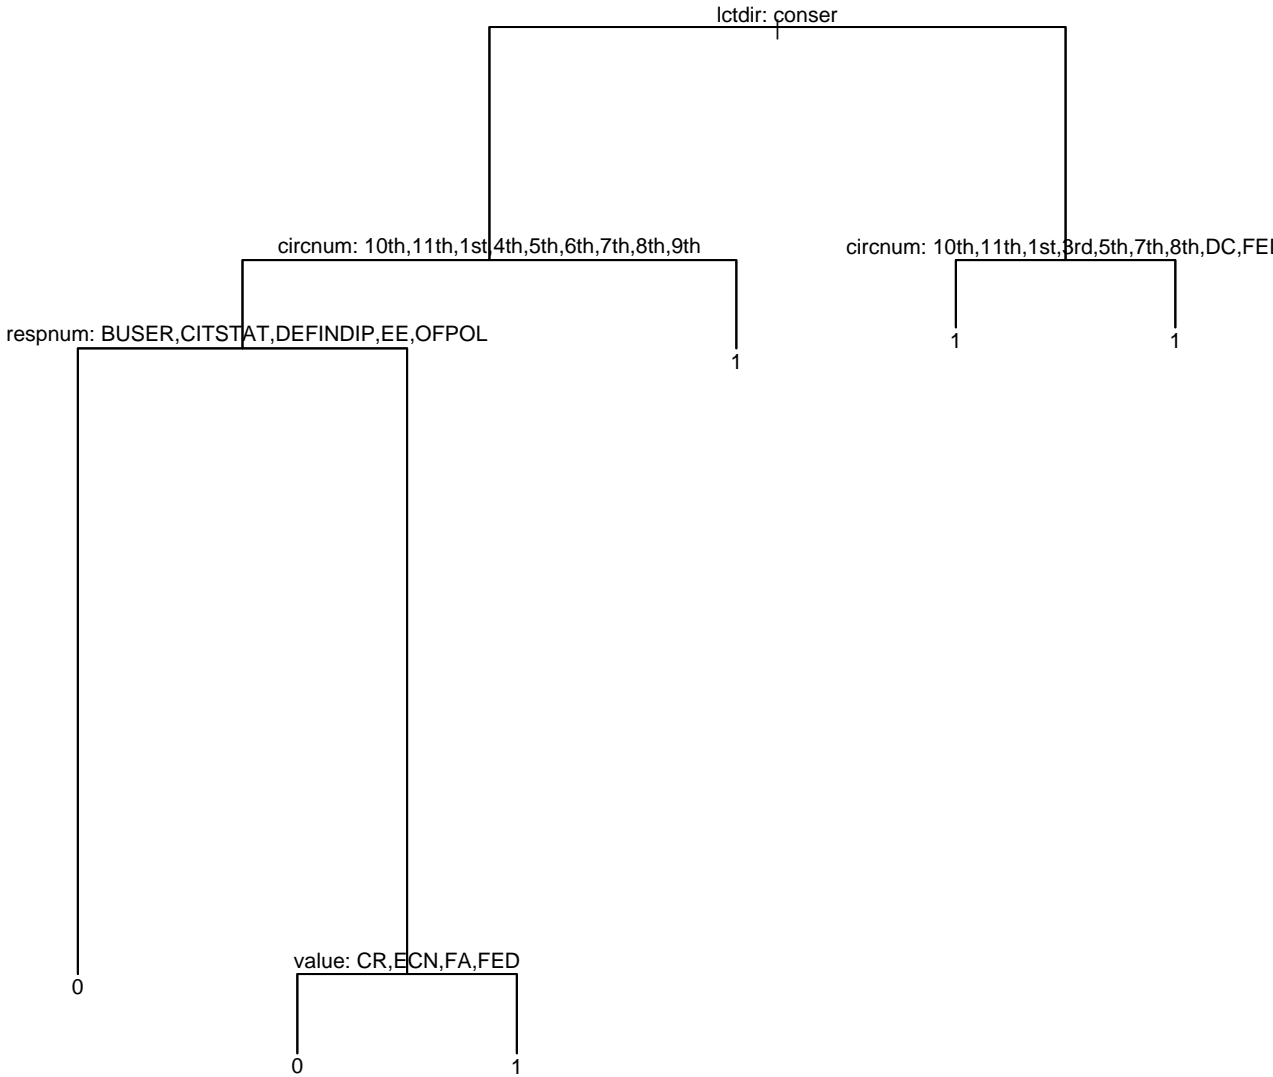 lctdir: conser
circnum: 10th,11th,1st,4th,5th,6th,7th,8th,9th
circnum: 10th,11th,1st,3rd,5th,7th,8th,DC,FE
respnum: BUSER,CITSTAT,DEFINDIP,EE,OFPOL
1
1
1
value: CR,ECN,FA,FED
0
0
1